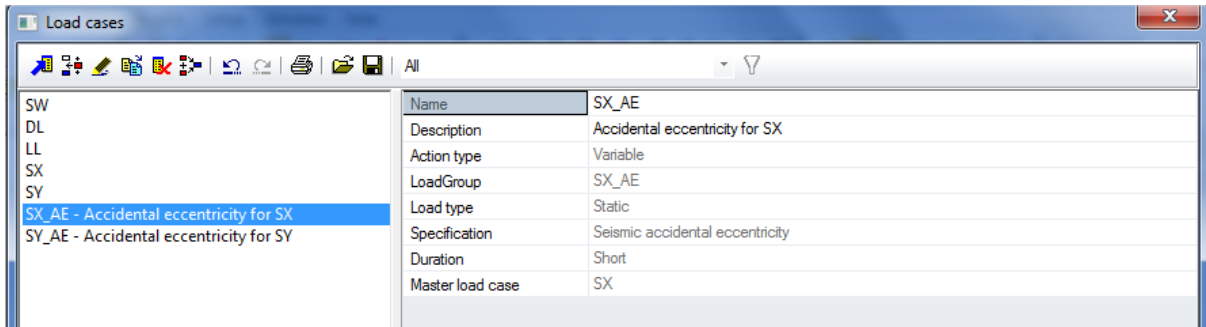 Load cases
All
SW
DL
LL
SX
SY
SX_AE - Accidental eccentricity for SX
SY_AE - Accidental eccentricity for SY
Name SX_AE
Description Accidental eccentricity for SX
Action type Variable
LoadGroup SX_AE
Load type Static
Specification Seismic accidental eccentricity
Duration Short
Master load case SX